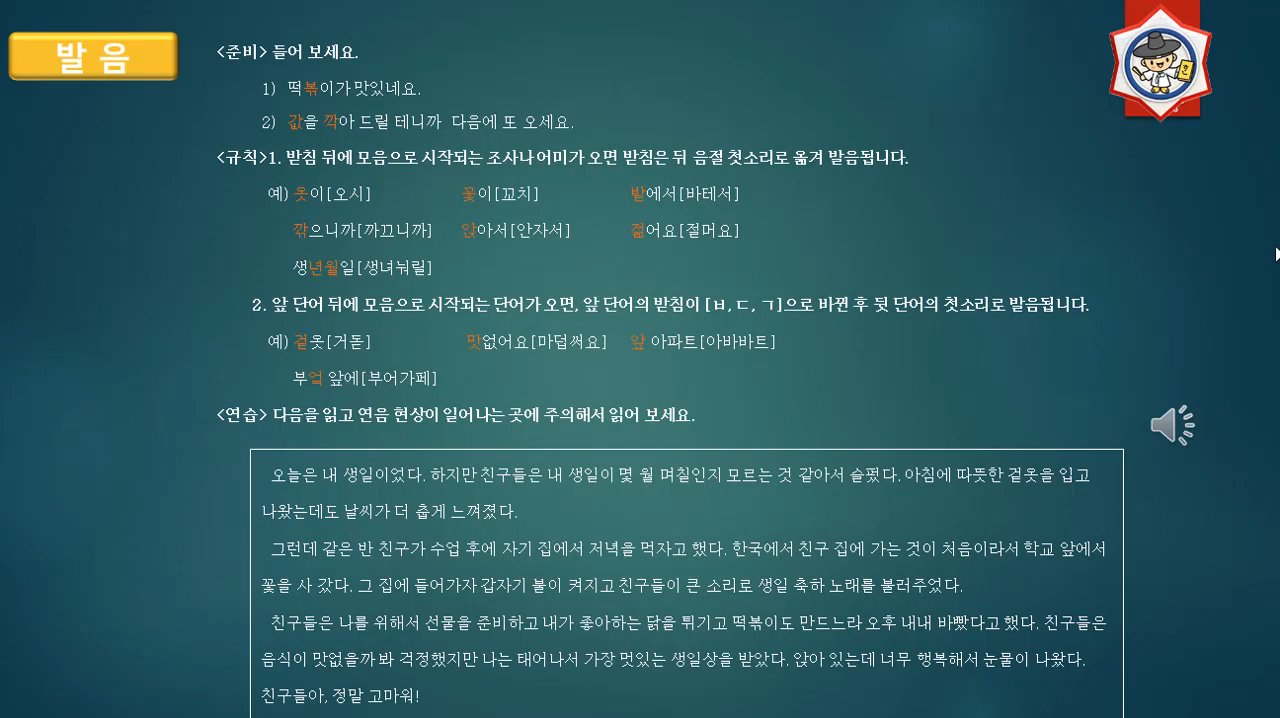 발 음
<준비> 들어 보세요.
1) 떡볶이가 맛있네요.
2) 값을 깍아 드릴 테니까 다음에 또 오세요.
<규칙>1. 받침 뒤에 모음으로 시작되는 조사나 어미가 오면 받침은 뒤 음절 첫소리로 옮겨 발음됩니다.
예) 옷이[오시] 꽃이[꼬치] 밭에서[바테서]
깎으니까[까끄니까] 앉아서[안자서] 젊어요[절머요]
생년월일[생녀눠릴]
2. 앞 단어 뒤에 모음으로 시작되는 단어가 오면, 앞 단어의 받침이 [ㅂ, ㄷ, ㄱ]으로 바뀐 후 뒷 단어의 첫소리로 발음됩니다.
예) 겉옷[거돋] 맛없어요[마덥써요] 앞 아파트[아바바트]
부엌 앞에[부어가페]
<연습> 다음을 읽고 연음 현상이 일어나는 곳에 주의해서 읽어 보세요.
오늘은 내 생일이었다. 하지만 친구들은 내 생일이 몇 월 며칠인지 모르는 것 같아서 슬펐다. 아침에 따뜻한 겉옷을 입고
나왔는데도 날씨가 더 춥게 느껴졌다.
그런데 같은 반 친구가 수업 후에 자기 집에서 저녁을 먹자고 했다. 한국에서 친구 집에 가는 것이 처음이라서 학교 앞에서
꽃을 사 갔다. 그 집에 들어가자 갑자기 불이 켜지고 친구들이 큰 소리로 생일 축하 노래를 불러주었다.
친구들은 나를 위해서 선물을 준비하고 내가 좋아하는 닭을 튀기고 떡볶이도 만드느라 오후 내내 바빴다고 했다. 친구들은
음식이 맛없을까 봐 걱정했지만 나는 태어나서 가장 멋있는 생일상을 받았다. 앉아 있는데 너무 행복해서 눈물이 나왔다.
친구들아, 정말 고마워!